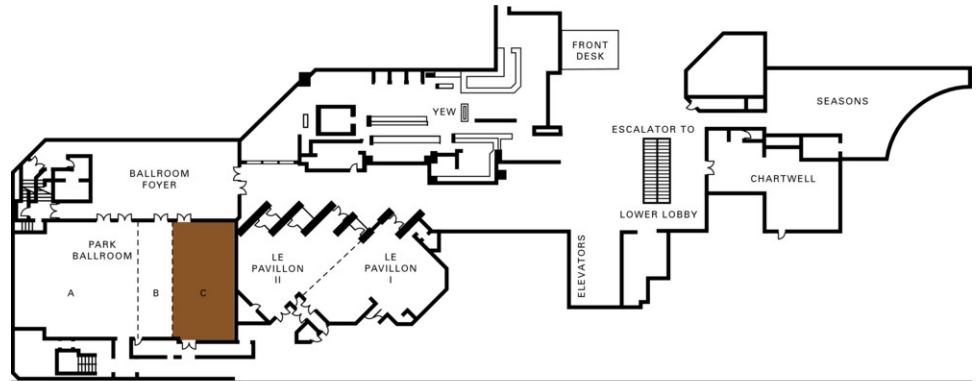 FRONT
DESK
YEW
SEASONS
ESCALATOR TO
LOWER LOBBY
CHARTWELL
BALLROOM
FOYER
PARK
BALLROOM
A
B
C
LE
PAVILLON
II
LE
PAVILLON
I
ELEVATORS